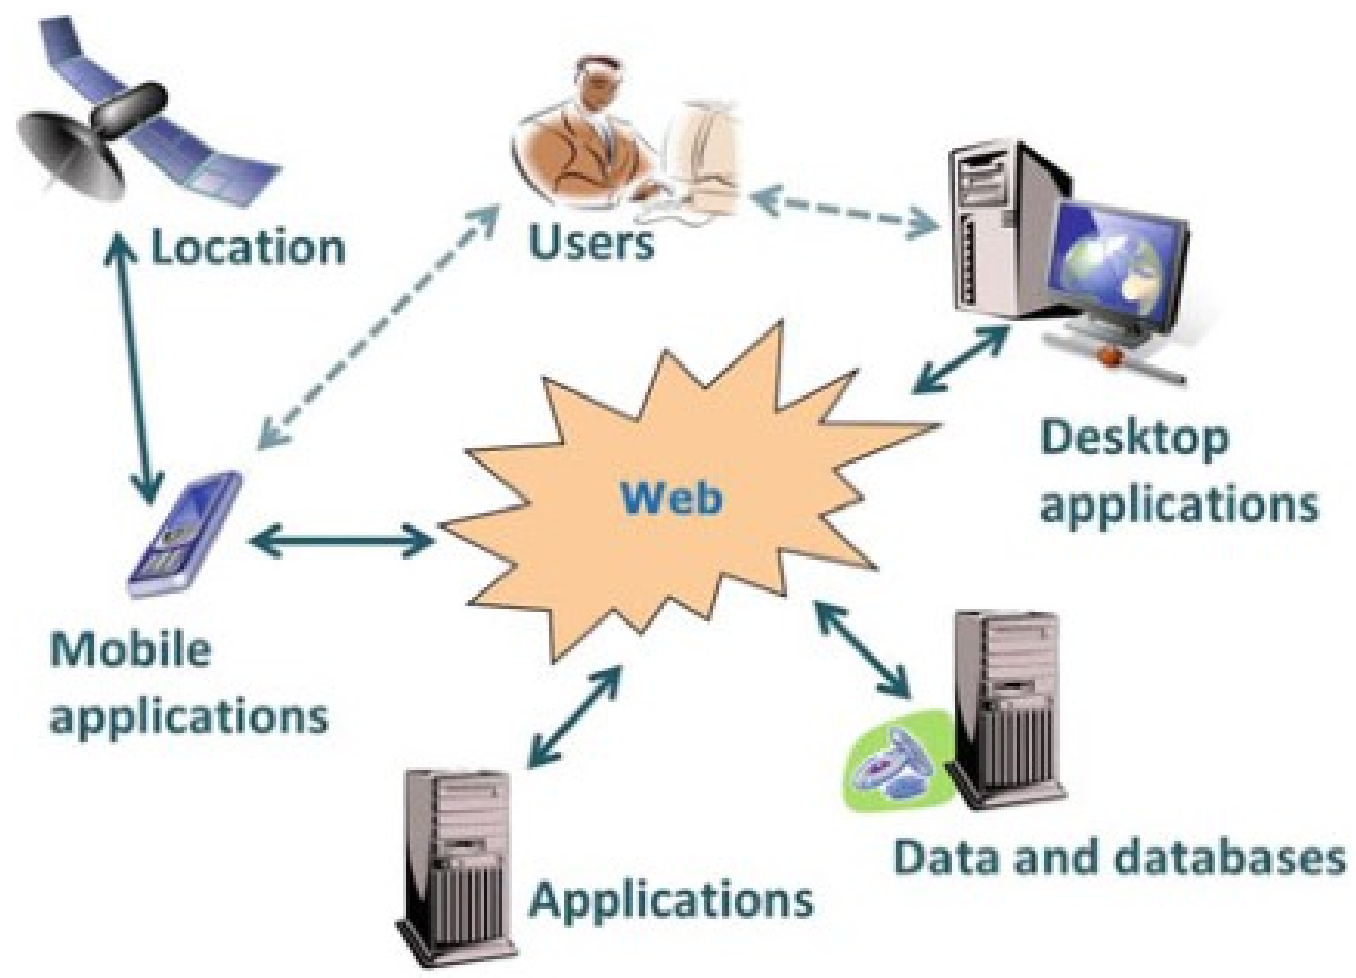 Location
Users
Desktop
applications
Web
Mobile
applications
Data and databases
Applications